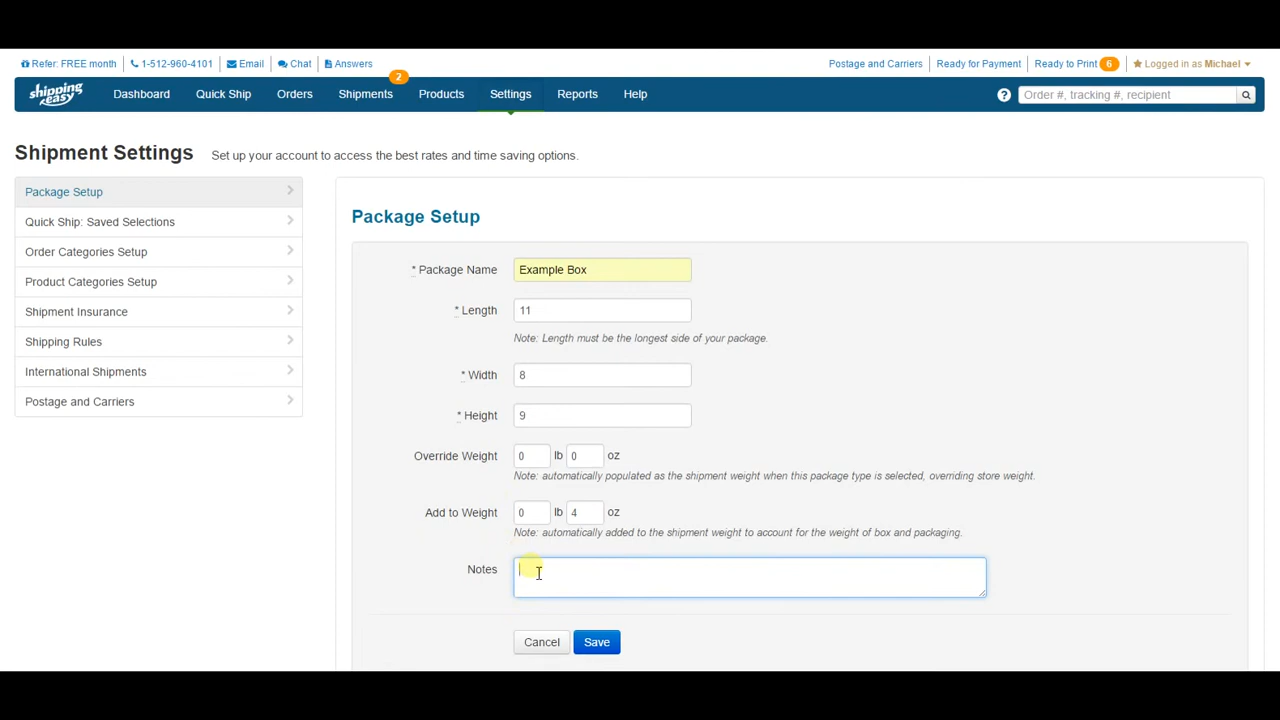 Refer: FREE month
1-512-960-4101
Email
Chat
Answers
Postage and Carriers
Ready for Payment
Ready to Print 6
Logged in as Michael
shipping easy
Dashboard
Quick Ship
Orders
Shipments 2
Products
Settings
Reports
Help
?
Order #, tracking #, recipient
Shipment Settings
Set up your account to access the best rates and time saving options.
Package Setup
Quick Ship: Saved Selections
Order Categories Setup
Product Categories Setup
Shipment Insurance
Shipping Rules
International Shipments
Postage and Carriers
Package Setup
* Package Name Example Box
* Length 11
Note: Length must be the longest side of your package.
* Width 8
* Height 9
Override Weight 0 lb 0 oz
Note: automatically populated as the shipment weight when this package type is selected, overriding store weight.
Add to Weight 0 lb 4 oz
Note: automatically added to the shipment weight to account for the weight of box and packaging.
Notes
Cancel Save